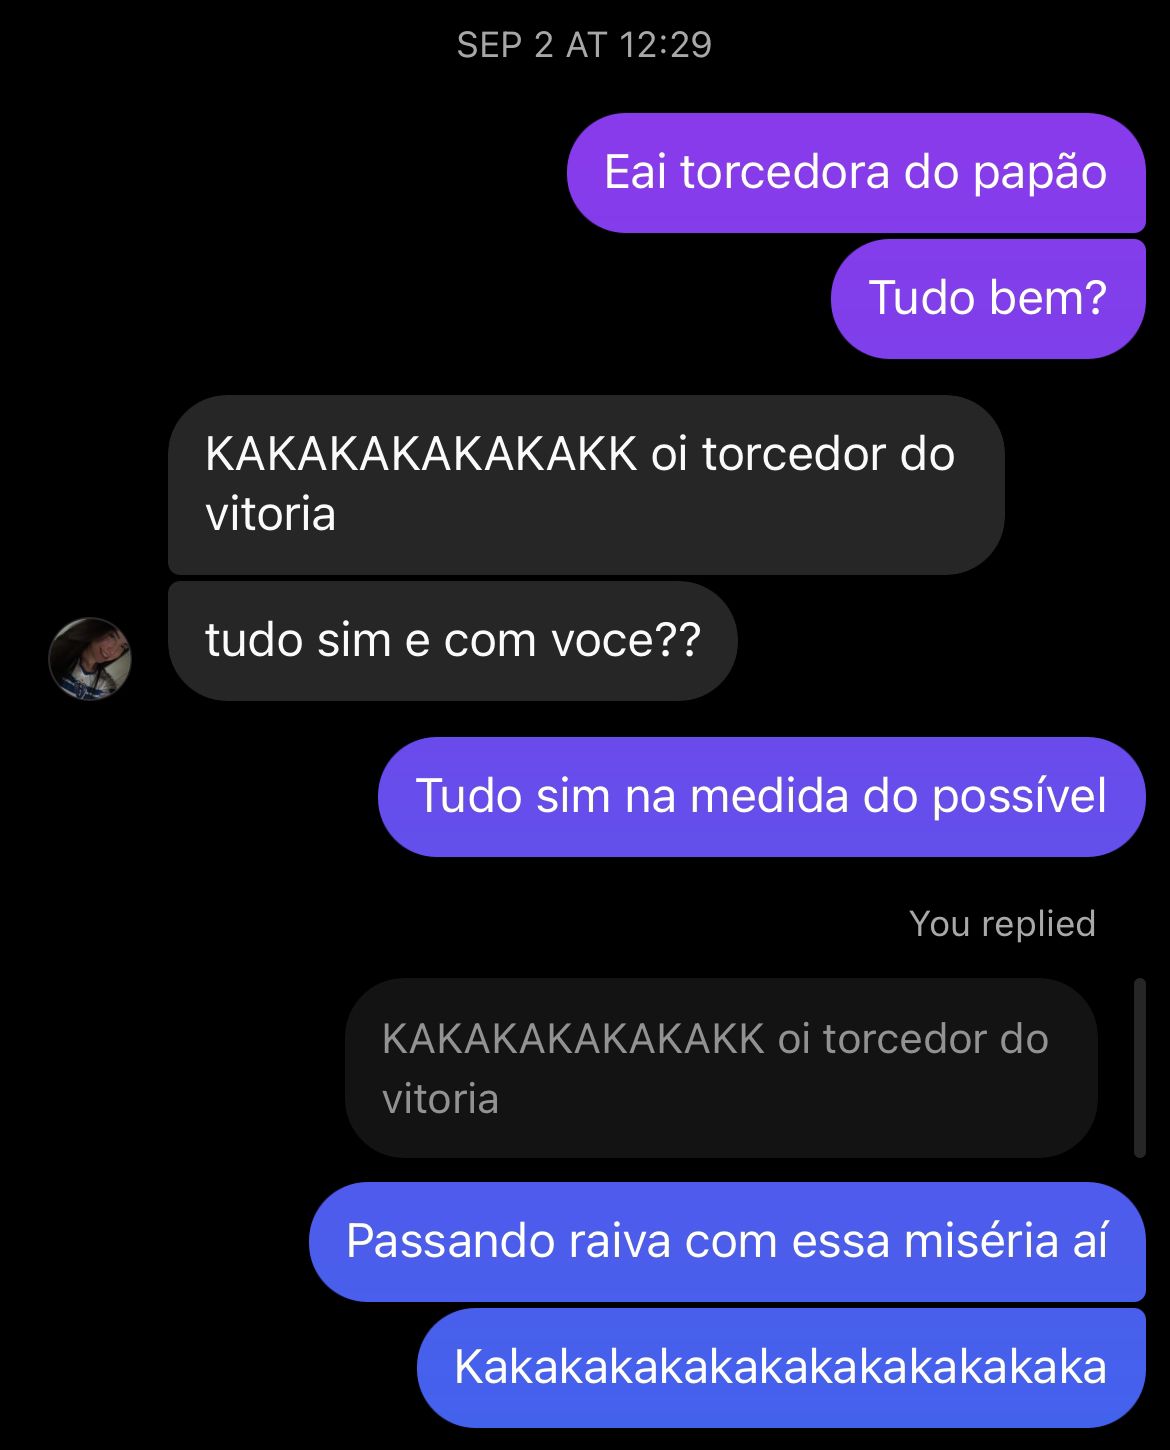 SEP 2 AT 12:29
Eai torcedora do papão
Tudo bem?
KAKAKAKAKAKAKK oi torcedor do
vitoria
tudo sim e com voce??
Tudo sim na medida do possível
You replied
KAKAKAKAKAKAKK oi torcedor do
vitoria
Passando raiva com essa miséria aí
Kakakakakakakakakakakakaka